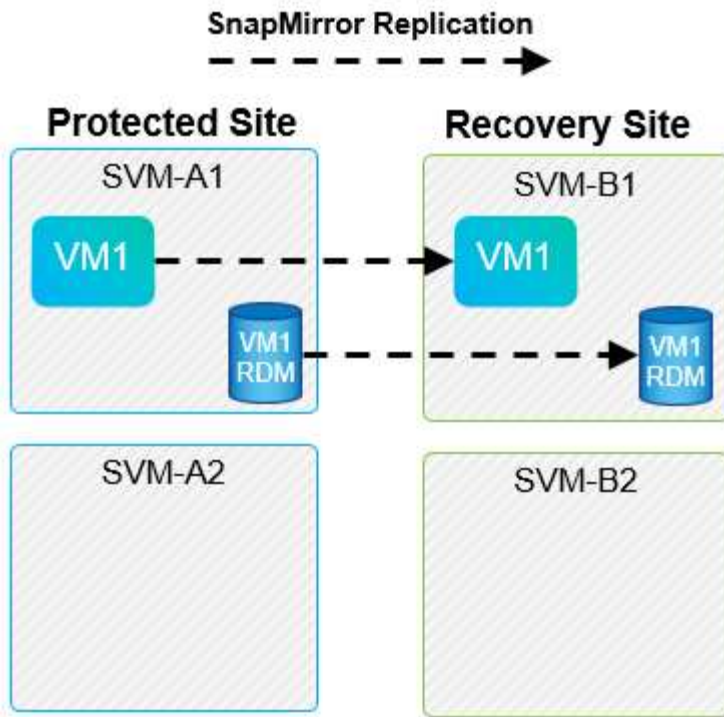 SnapMirror Replication
Protected Site
Recovery Site
SVM-A1
VM1
VM1
RDM
SVM-B1
VM1
VM1
RDM
SVM-A2
SVM-B2